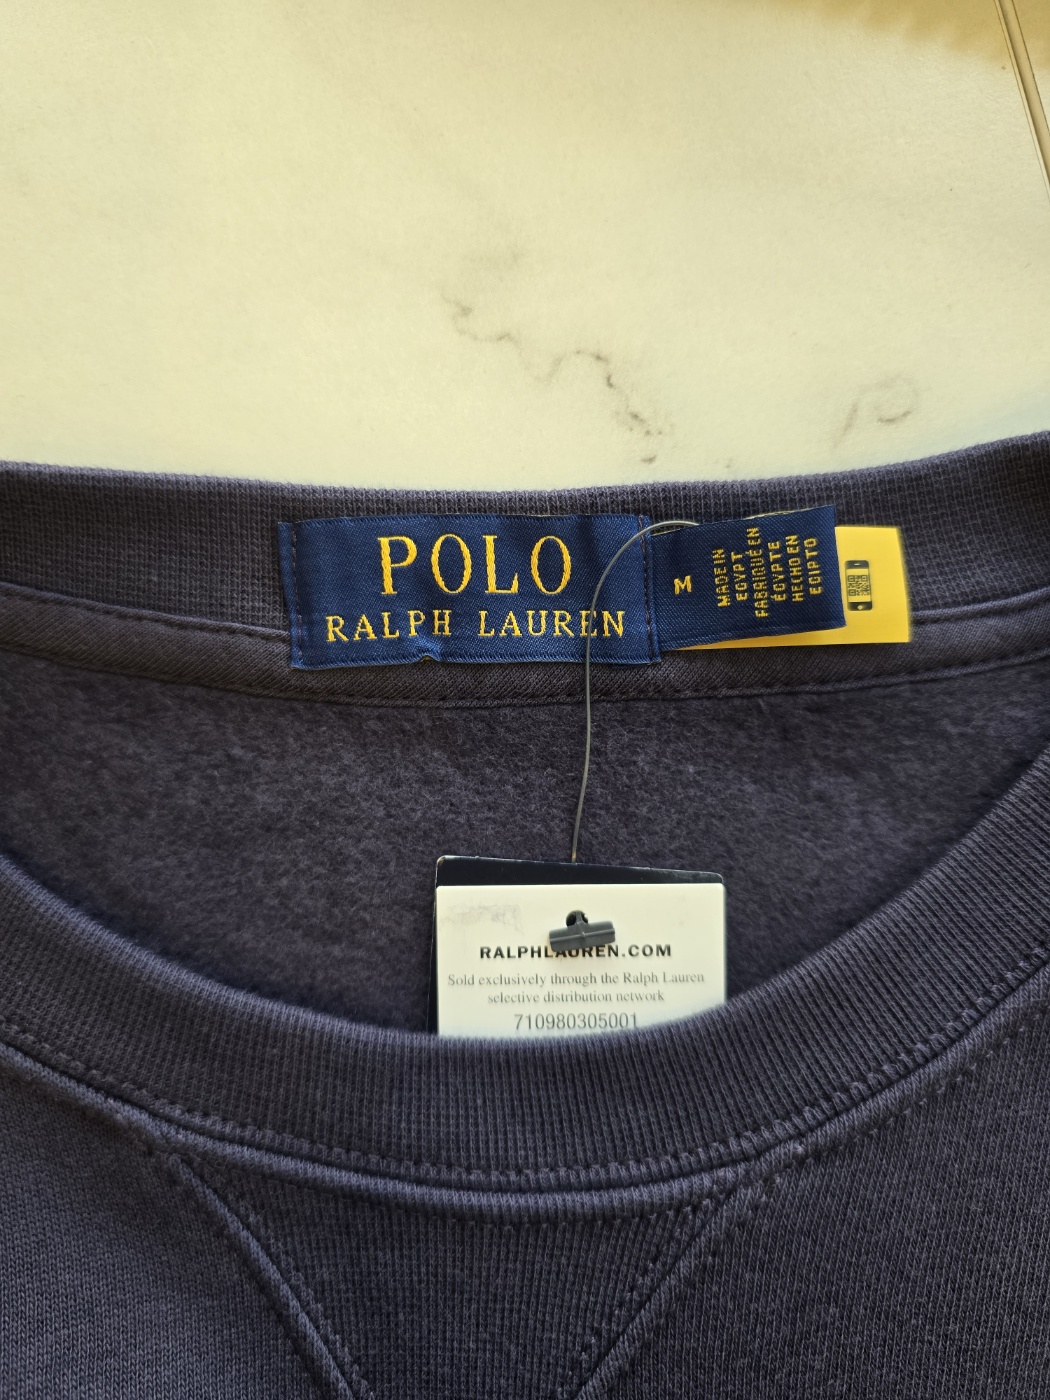 POLO
RALPH LAUREN
M
MADE IN
EGYPT
FABRIQUÉ EN
ÉGYPTE
HECHO EN
EGIPTO
RALPHLAUREN.COM
Sold exclusively through the Ralph Lauren
selective distribution network
710980305001